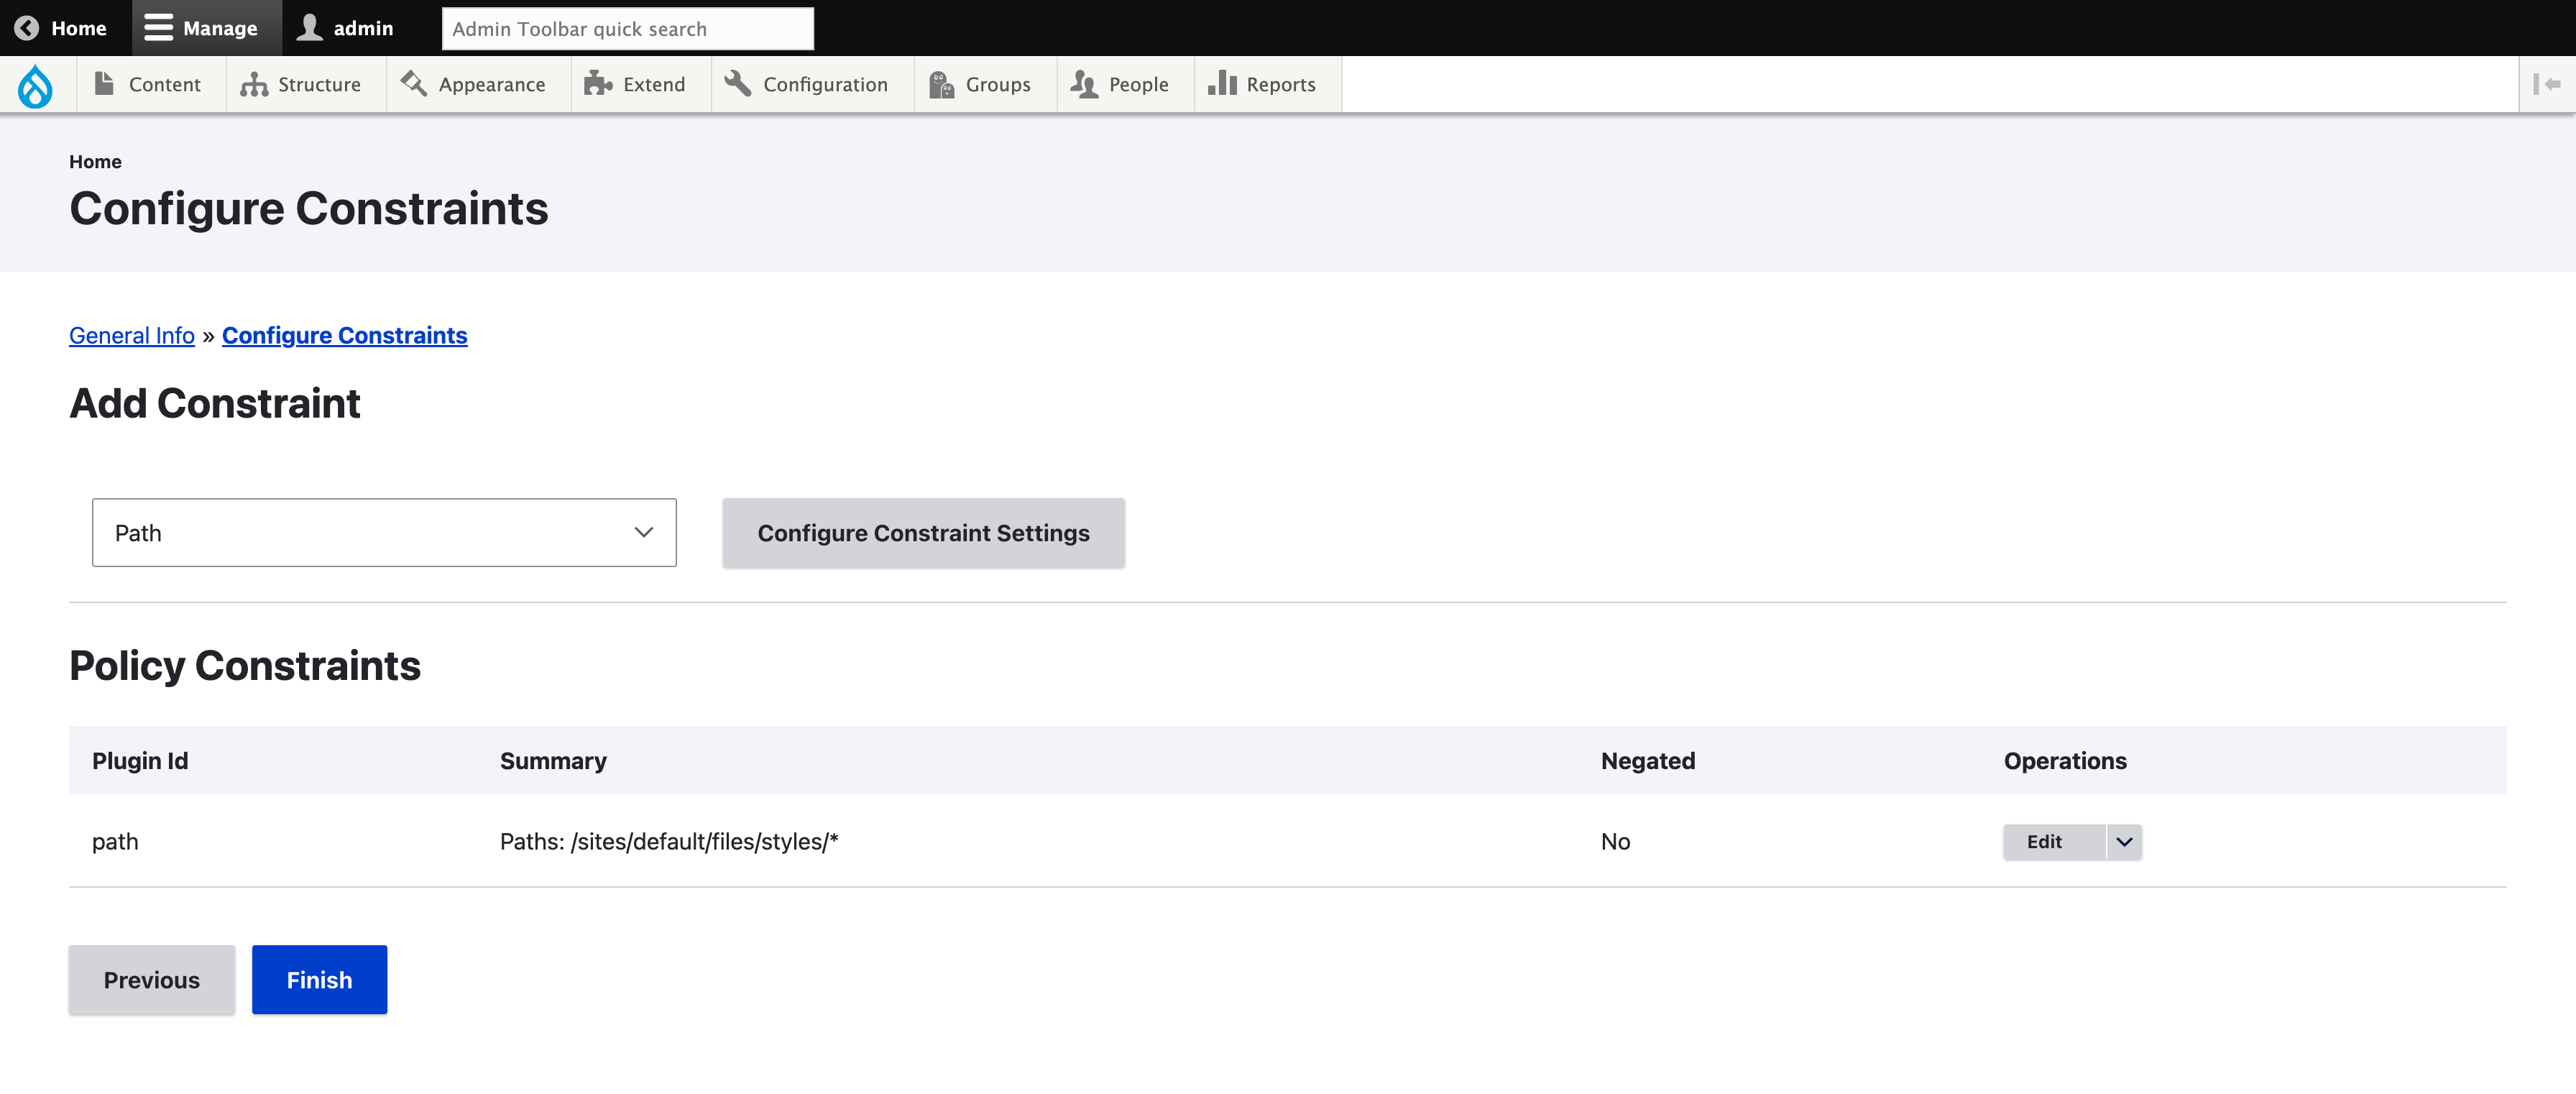 Home Manage admin Admin Toolbar quick search
Content Structure Appearance Extend Configuration Groups People Reports
Home
Configure Constraints
General Info » Configure Constraints
Add Constraint
Path Configure Constraint Settings
Policy Constraints
Plugin Id Summary Negated Operations
path Paths: /sites/default/files/styles/* No Edit
Previous Finish